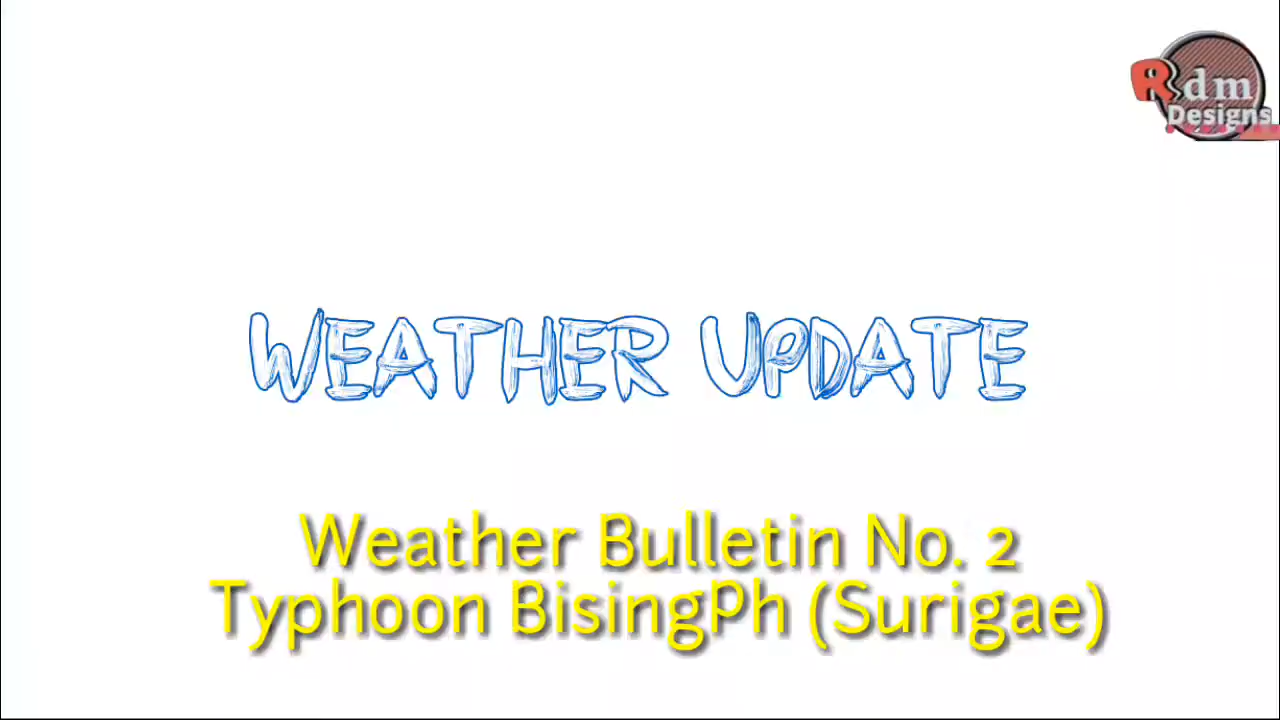 Rdm
Designs
WEATHER UPDATE
Weather Bulletin No. 2
Typhoon BisingPh (Surigae)